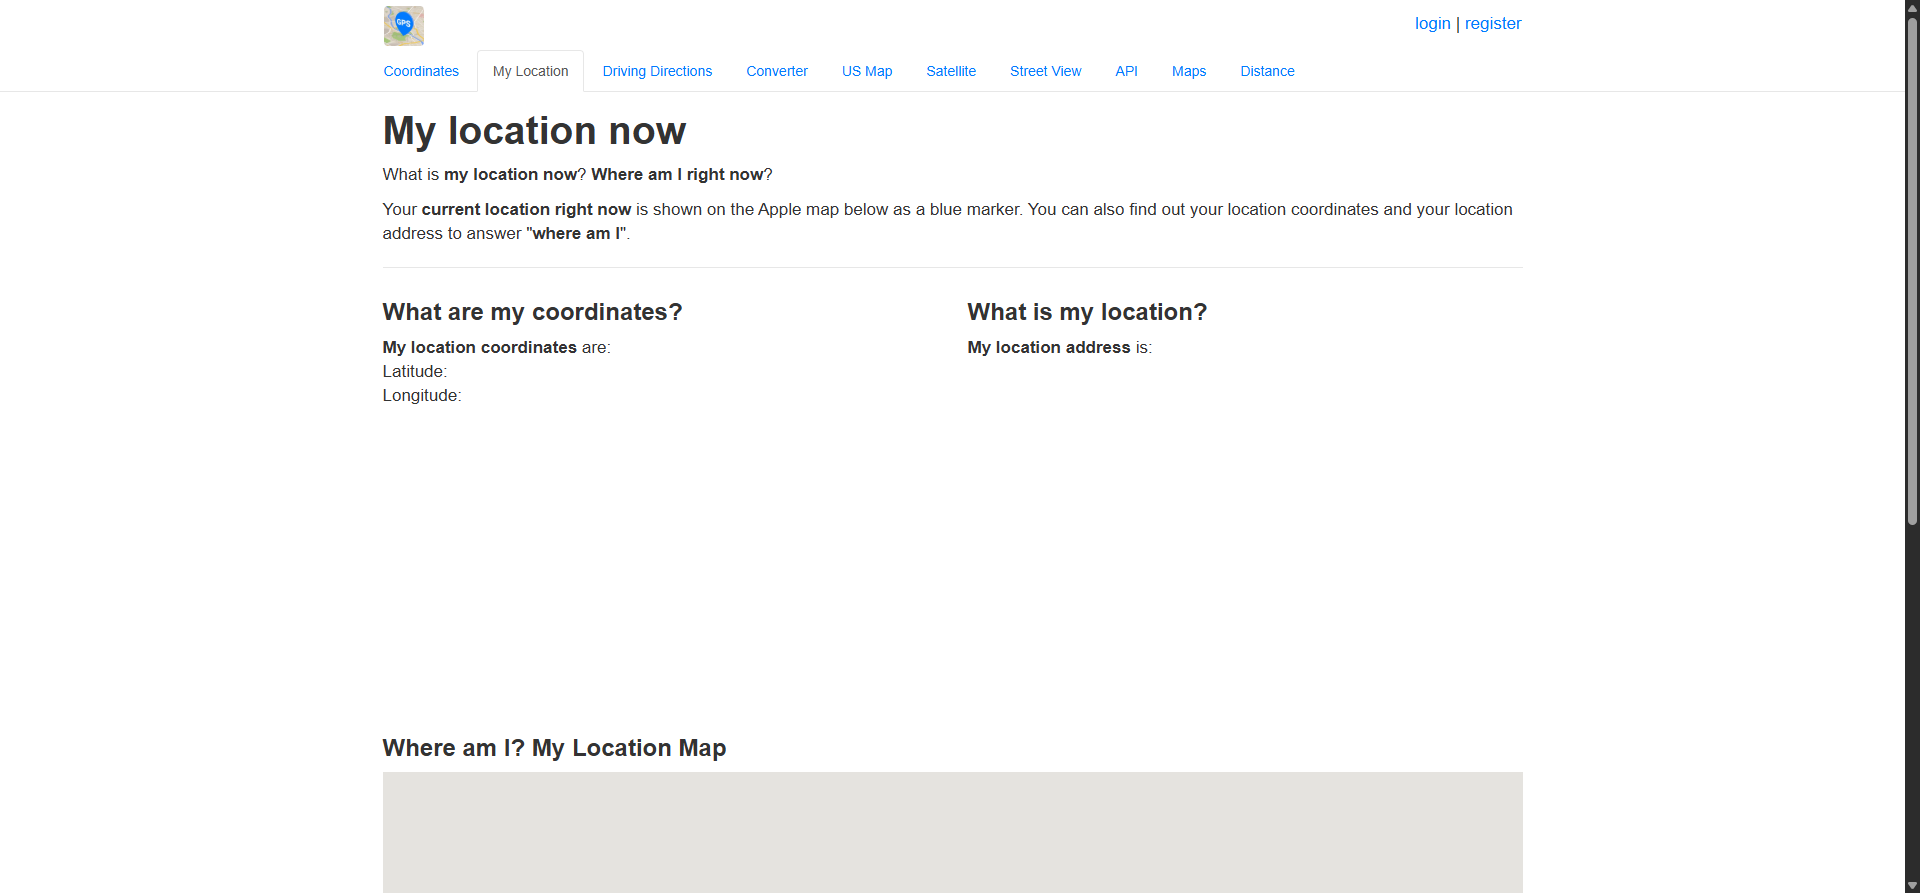 GPS
login | register
Coordinates My Location Driving Directions Converter US Map Satellite Street View API Maps Distance
My location now
What is my location now? Where am I right now?
Your current location right now is shown on the Apple map below as a blue marker. You can also find out your location coordinates and your location
address to answer "where am I".
What are my coordinates?
My location coordinates are:
Latitude:
Longitude:
What is my location?
My location address is:
Where am I? My Location Map